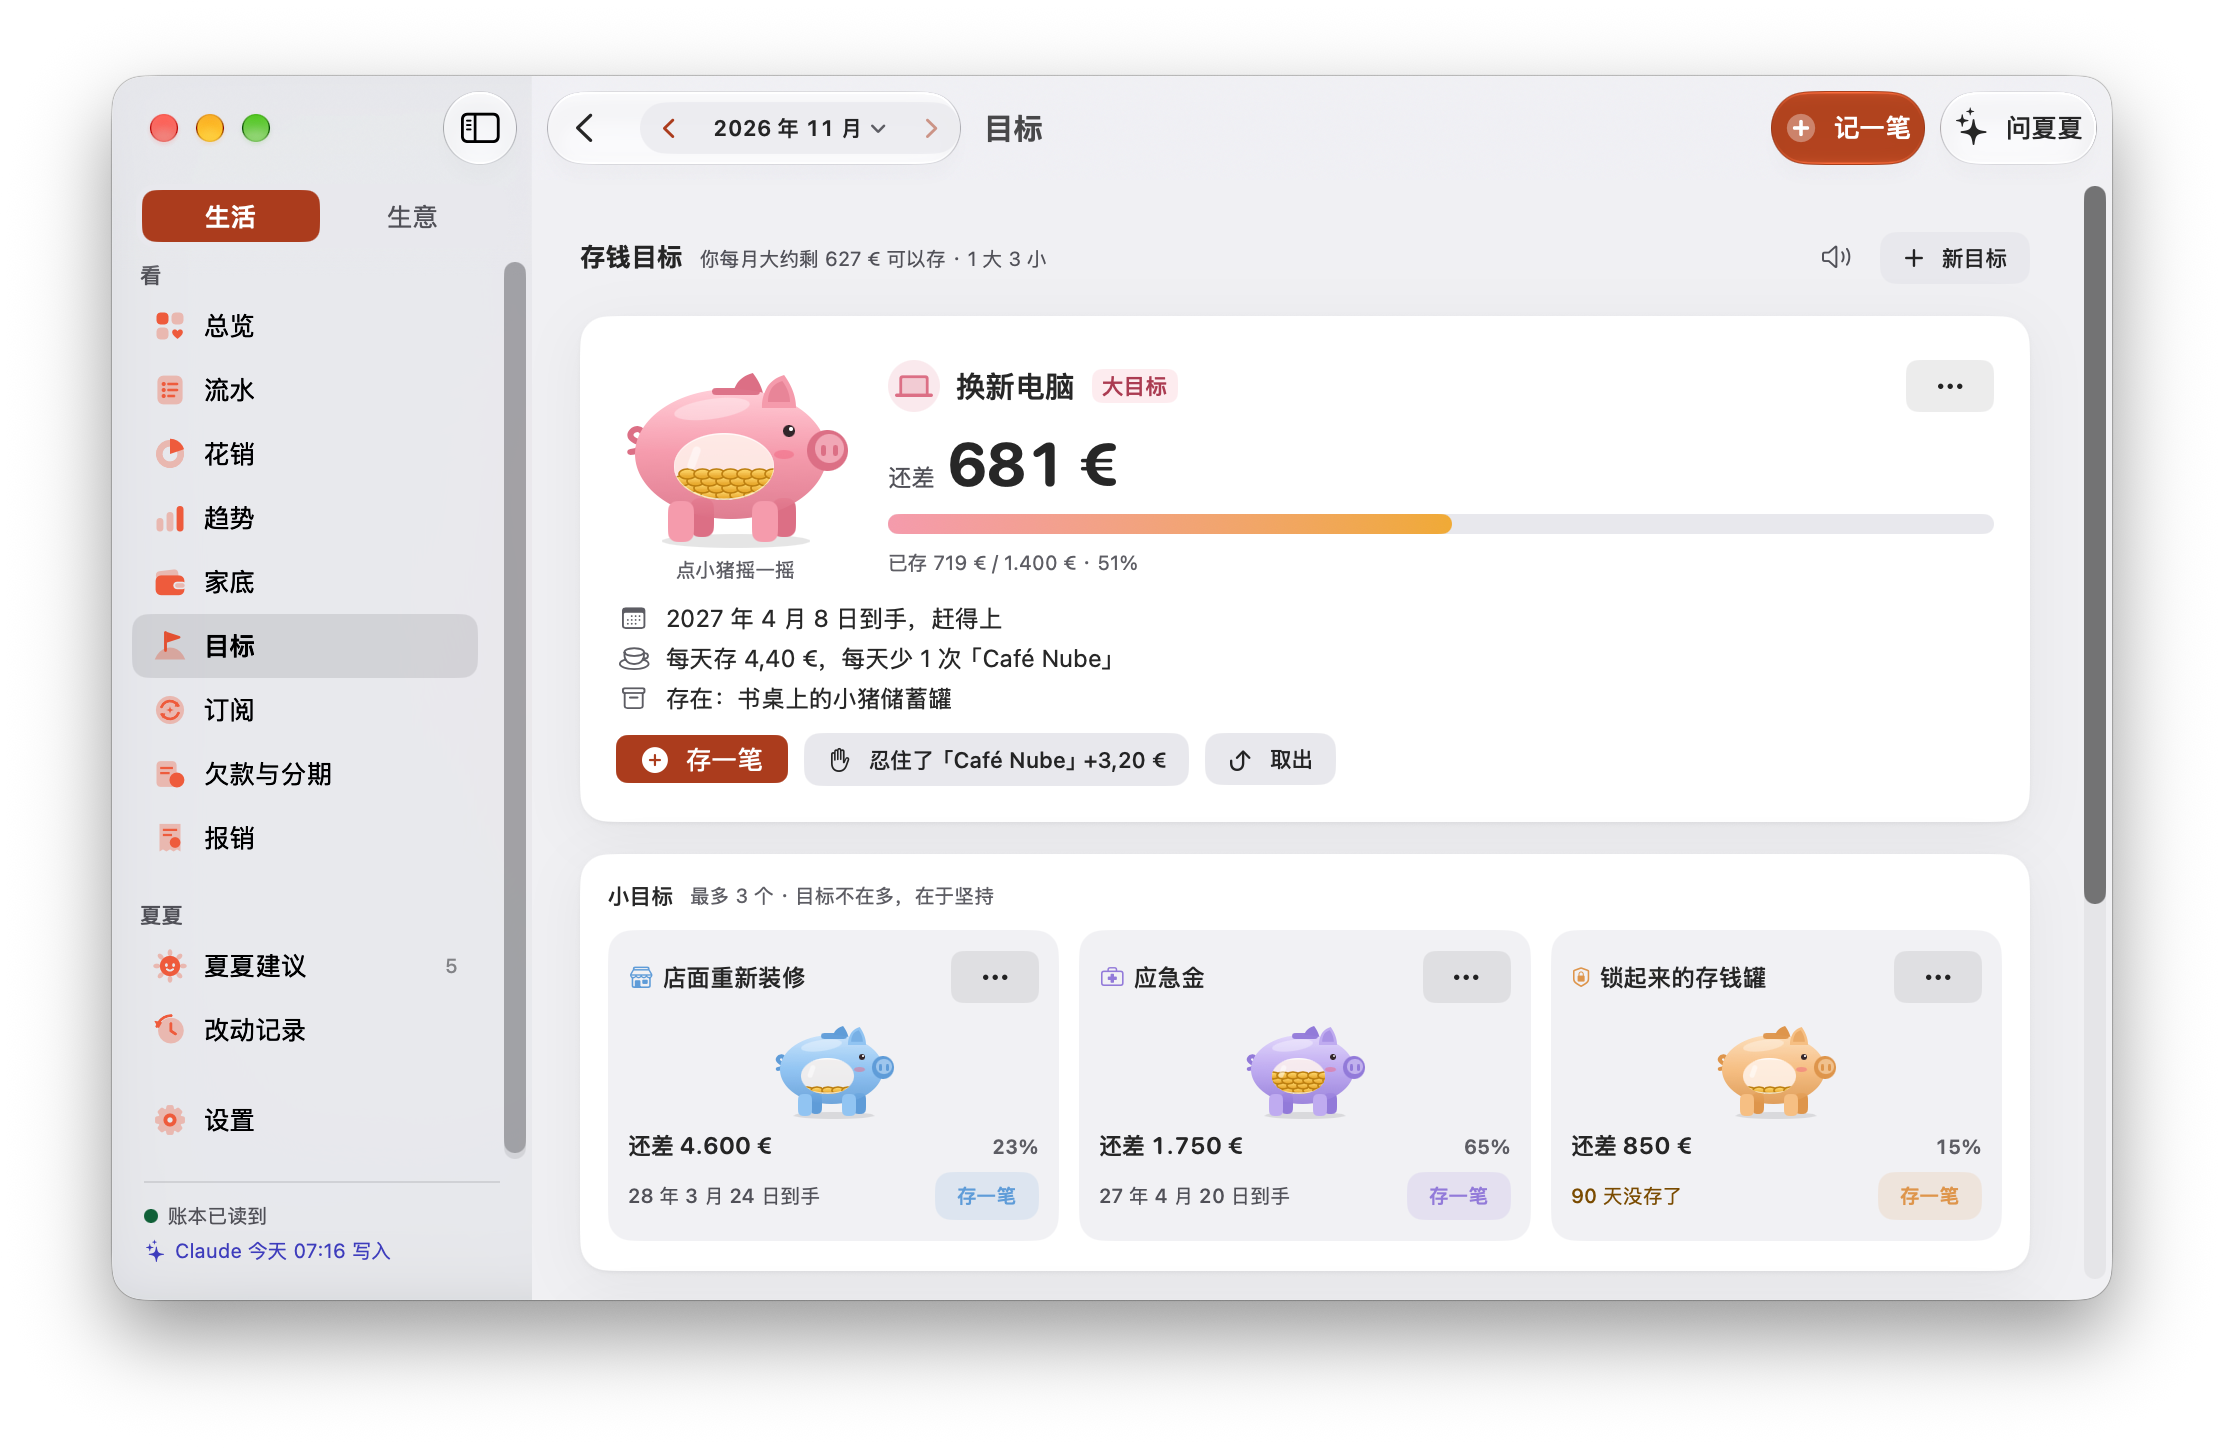 2026 年 11 月
目标
记一笔
问夏夏
生活
生意
看
总览
流水
花销
趋势
家底
目标
订阅
欠款与分期
报销
夏夏
夏夏建议
5
改动记录
设置
账本已读到
Claude 今天 07:16 写入
存钱目标
你每月大约剩 627 € 可以存 · 1 大 3 小
新目标
换新电脑
大目标
还差 681 €
已存 719 € / 1.400 € · 51%
点小猪摇一摇
2027 年 4 月 8 日到手，赶得上
每天存 4,40 €，每天少 1 次「Café Nube」
存在：书桌上的小猪储蓄罐
存一笔
忍住了「Café Nube」+3,20 €
取出
小目标
最多 3 个 · 目标不在多，在于坚持
店面重新装修
还差 4.600 €
23%
28 年 3 月 24 日到手
存一笔
应急金
还差 1.750 €
65%
27 年 4 月 20 日到手
存一笔
锁起来的存钱罐
还差 850 €
15%
90 天没存了
存一笔